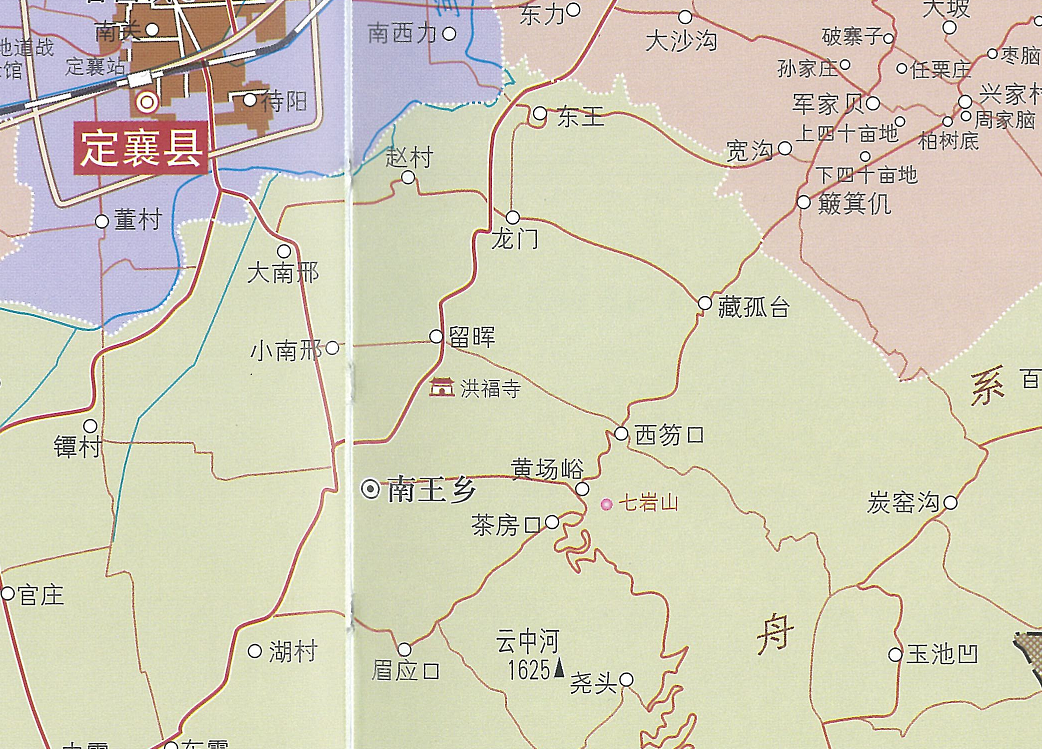 东力
大坡
南关
南西力
大沙沟
破寨子
地道战
定襄站
孙家庄
任栗庄
枣脑
待阳
军家贝
兴家村
东王
上四十亩地
周家脑
定襄县
赵村
宽沟
柏树底
下四十亩地
董村
簸箕仉
龙门
大南邢
藏孤台
留晖
小南邢
洪福寺
系
百
西笏口
镡村
黄场峪
南王乡
七岩山
炭窑沟
茶房口
官庄
舟
云中河
湖村
玉池凹
眉应口
1625
尧头